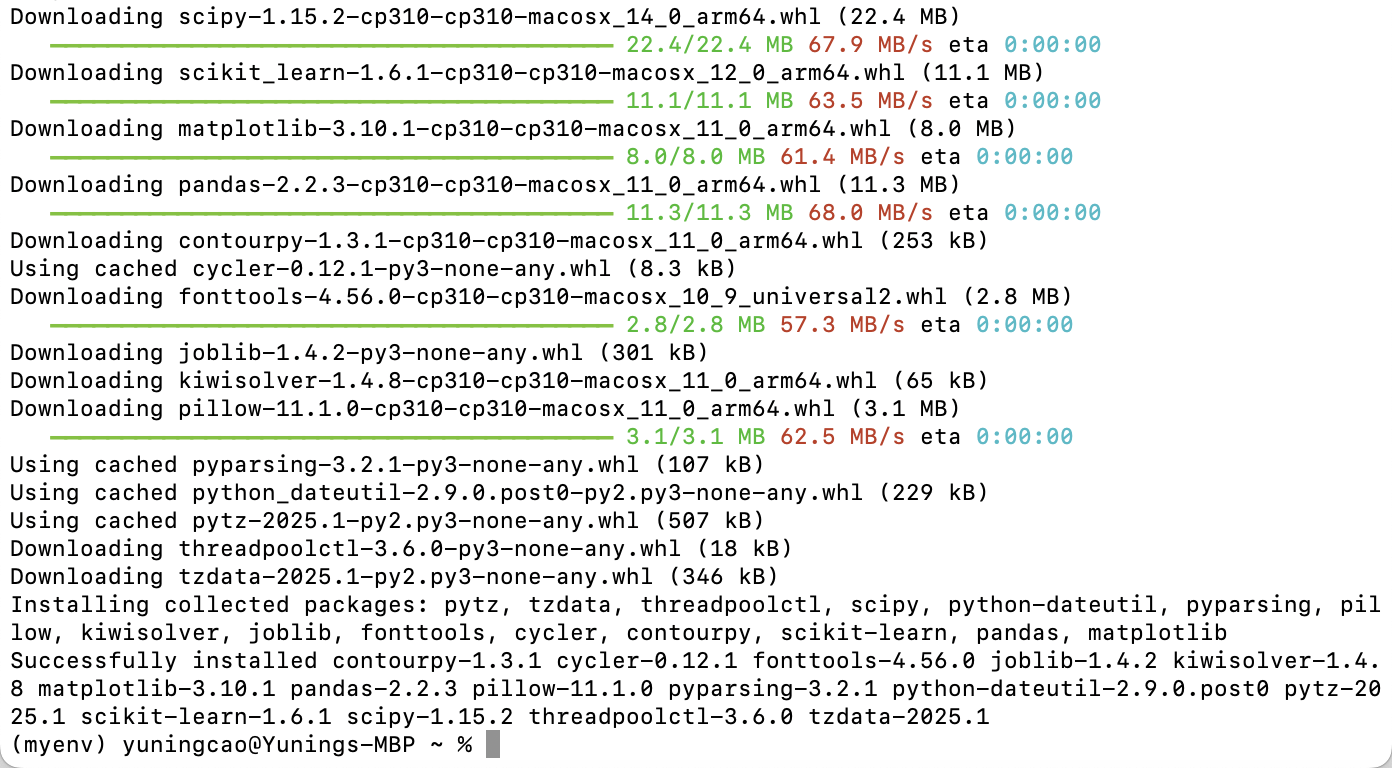 Downloading scipy-1.15.2-cp310-cp310-macosx_14_0_arm64.whl (22.4 MB)
22.4/22.4 MB 67.9 MB/s eta 0:00:00
Downloading scikit_learn-1.6.1-cp310-cp310-macosx_12_0_arm64.whl (11.1 MB)
11.1/11.1 MB 63.5 MB/s eta 0:00:00
Downloading matplotlib-3.10.1-cp310-cp310-macosx_11_0_arm64.whl (8.0 MB)
8.0/8.0 MB 61.4 MB/s eta 0:00:00
Downloading pandas-2.2.3-cp310-cp310-macosx_11_0_arm64.whl (11.3 MB)
11.3/11.3 MB 68.0 MB/s eta 0:00:00
Downloading contourpy-1.3.1-cp310-cp310-macosx_11_0_arm64.whl (253 kB)
Using cached cycler-0.12.1-py3-none-any.whl (8.3 kB)
Downloading fonttools-4.56.0-cp310-cp310-macosx_10_9_universal2.whl (2.8 MB)
2.8/2.8 MB 57.3 MB/s eta 0:00:00
Downloading joblib-1.4.2-py3-none-any.whl (301 kB)
Downloading kiwisolver-1.4.8-cp310-cp310-macosx_11_0_arm64.whl (65 kB)
Downloading pillow-11.1.0-cp310-cp310-macosx_11_0_arm64.whl (3.1 MB)
3.1/3.1 MB 62.5 MB/s eta 0:00:00
Using cached pyparsing-3.2.1-py3-none-any.whl (107 kB)
Using cached python_dateutil-2.9.0.post0-py2.py3-none-any.whl (229 kB)
Using cached pytz-2025.1-py2.py3-none-any.whl (507 kB)
Downloading threadpoolctl-3.6.0-py3-none-any.whl (18 kB)
Downloading tzdata-2025.1-py2.py3-none-any.whl (346 kB)
Installing collected packages: pytz, tzdata, threadpoolctl, scipy, python-dateutil, pyparsing, pil
low, kiwisolver, joblib, fonttools, cycler, contourpy, scikit-learn, pandas, matplotlib
Successfully installed contourpy-1.3.1 cycler-0.12.1 fonttools-4.56.0 joblib-1.4.2 kiwisolver-1.4.
8 matplotlib-3.10.1 pandas-2.2.3 pillow-11.1.0 pyparsing-3.2.1 python-dateutil-2.9.0.post0 pytz-20
25.1 scikit-learn-1.6.1 scipy-1.15.2 threadpoolctl-3.6.0 tzdata-2025.1
(myenv) yuningcao@Yunings-MBP ~ %